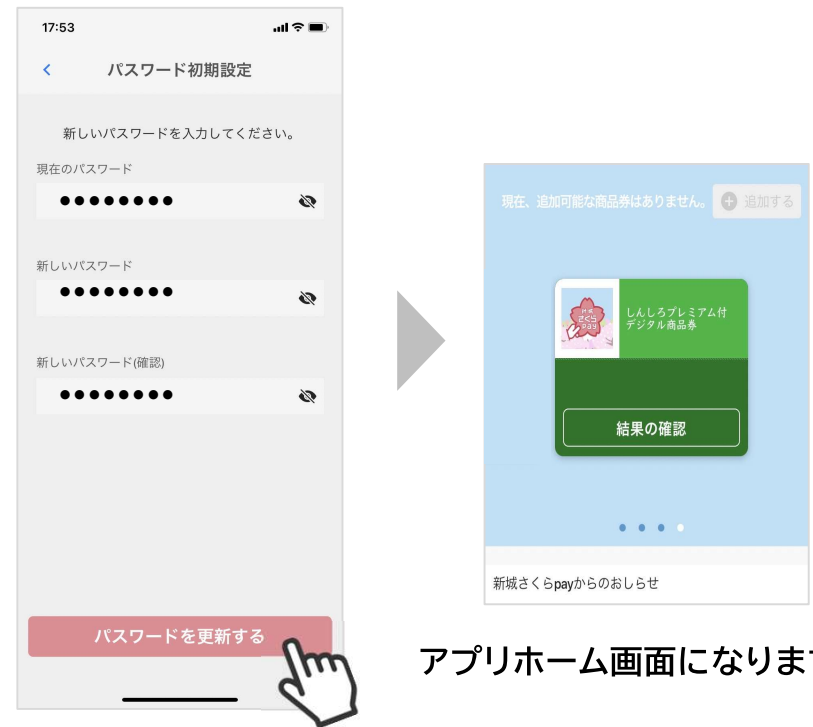 17:53
パスワード初期設定
新しいパスワードを入力してください。
現在のパスワード
新しいパスワード
新しいパスワード(確認)
パスワードを更新する
現在、追加可能な商品券はありません。
追加する
さくら
pay
しんしろプレミアム付
デジタル商品券
結果の確認
新城さくらpayからのおしらせ
アプリホーム画面になりま